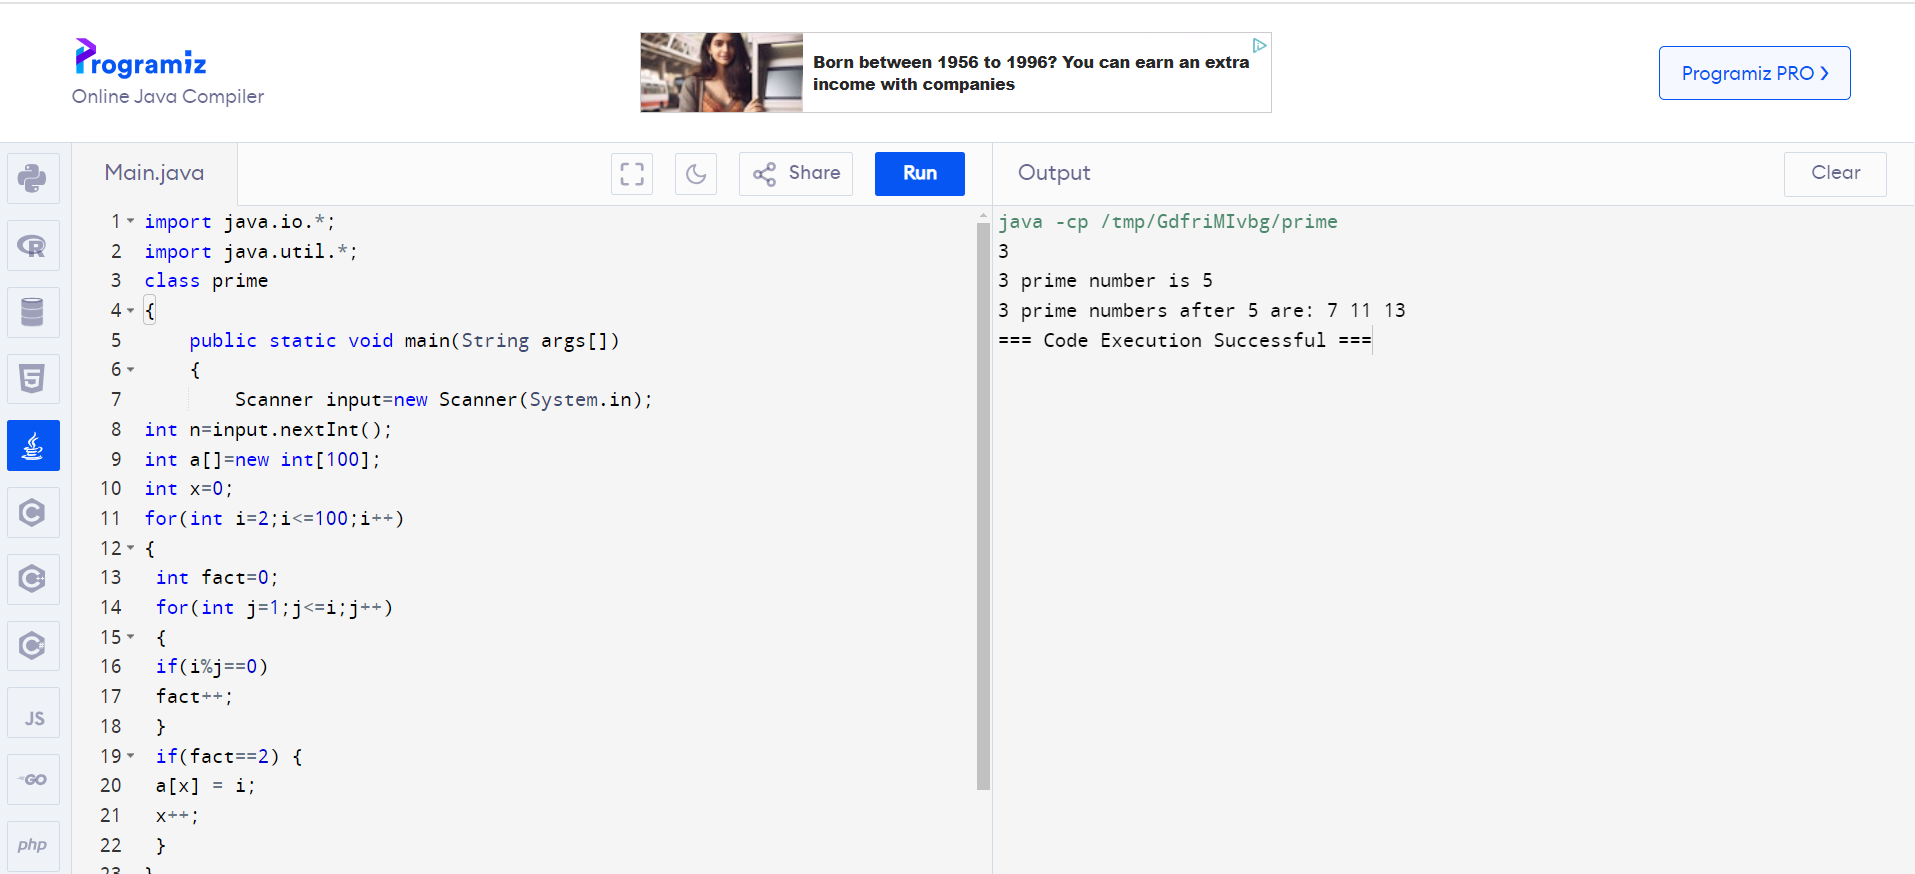 Programiz
Online Java Compiler
Born between 1956 to 1996? You can earn an extra
income with companies
Programiz PRO ›
Main.java
Share
Run
Output
Clear
1 import java.io.*;
2 import java.util.*;
3 class prime
4 {
5     public static void main(String args[])
6     {
7         Scanner input=new Scanner(System.in);
8 int n=input.nextInt();
9 int a[]=new int[100];
10 int x=0;
11 for(int i=2;i<=100;i++)
12 {
13  int fact=0;
14  for(int j=1;j<=i;j++)
15  {
16  if(i%j==0)
17  fact++;
18  }
19  if(fact==2) {
20  a[x] = i;
21  x++;
22  }
23 }
java -cp /tmp/GdfriMIvbg/prime
3
3 prime number is 5
3 prime numbers after 5 are: 7 11 13
=== Code Execution Successful ===
R
5
C
C++
C#
JS
GO
php